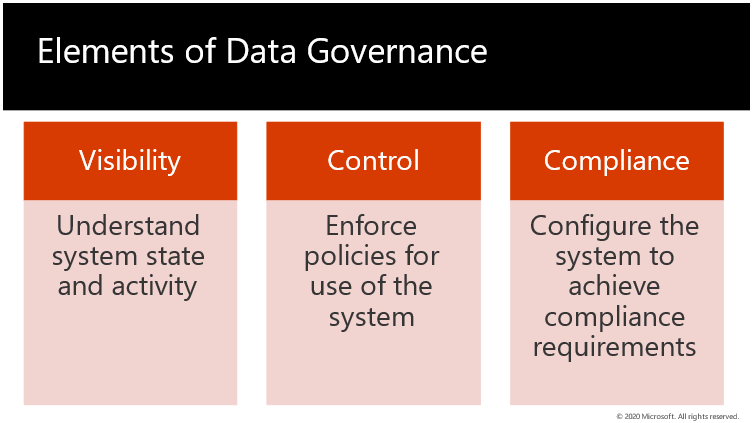 Elements of Data Governance
Visibility
Understand
system state
and activity
Control
Enforce
policies for
use of the
system
Compliance
Configure the
system to
achieve
compliance
requirements
© 2020 Microsoft. All rights reserved.